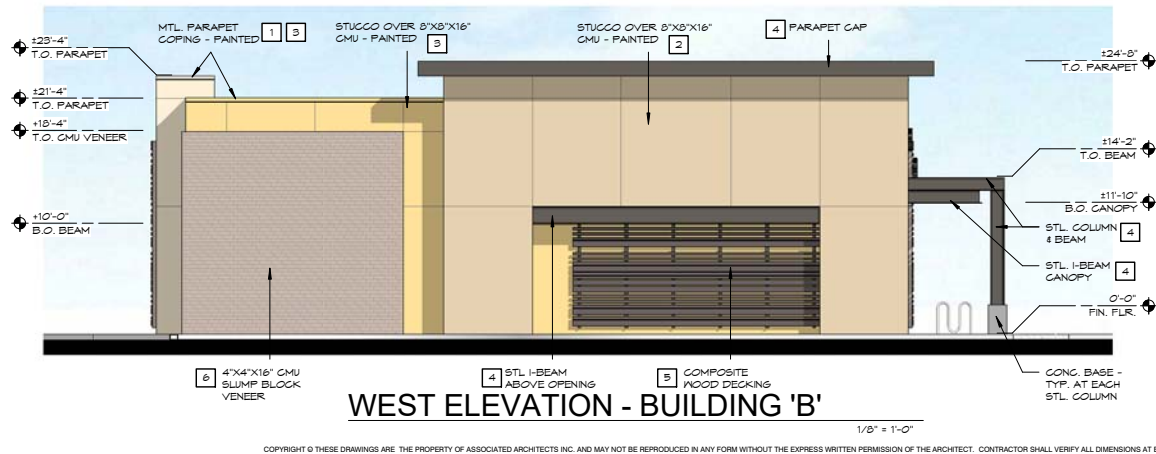 ±23'-4"
T.O. PARAPET
±21'-4"
T.O. PARAPET
+18'-4"
T.O. CMU VENEER
±10'-0"
B.O. BEAM
MTL. PARAPET
COPING - PAINTED 1 3
STUCCO OVER 8"X8"X16"
CMU - PAINTED
3
STUCCO OVER 8"X8"X16"
CMU - PAINTED
2
4 PARAPET CAP
±24'-8"
T.O. PARAPET
±14'-2"
T.O. BEAM
±11'-10"
B.O. CANOPY
STL. COLUMN
& BEAM 4
STL. I-BEAM
CANOPY 4
0'-0"
FIN. FLR.
CONC. BASE -
TYP. AT EACH
STL. COLUMN
6 4"X4"X16" CMU
SLUMP BLOCK
VENEER
4 STL I-BEAM
ABOVE OPENING
5 COMPOSITE
WOOD DECKING
WEST ELEVATION - BUILDING 'B'
1/8" = 1'-0"
COPYRIGHT © THESE DRAWINGS ARE THE PROPERTY OF ASSOCIATED ARCHITECTS INC. AND MAY NOT BE REPRODUCED IN ANY FORM WITHOUT THE EXPRESS WRITTEN PERMISSION OF THE ARCHITECT. CONTRACTOR SHALL VERIFY ALL DIMENSIONS AT